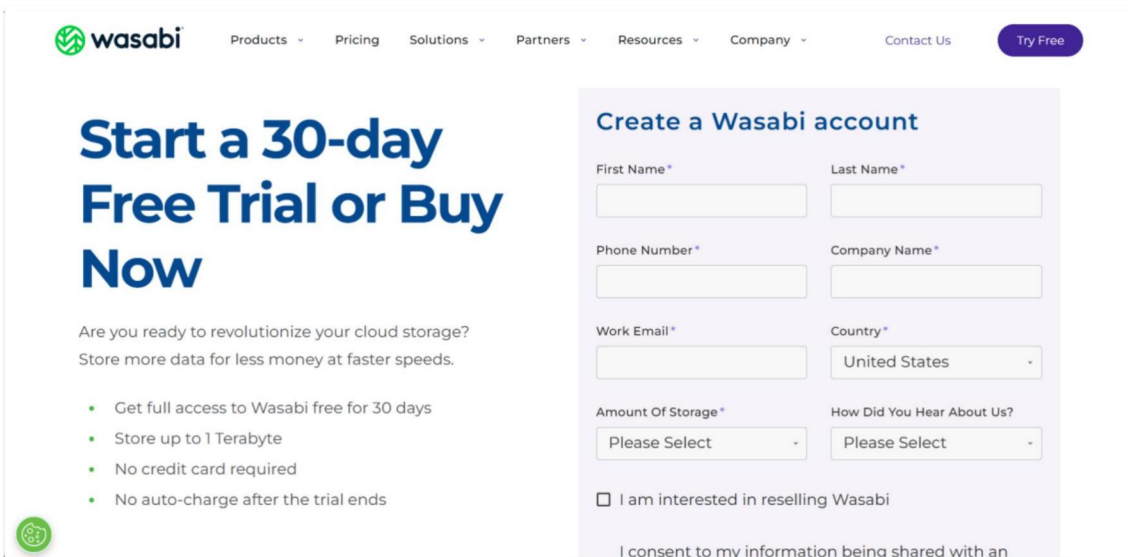 wasabi
Products Pricing Solutions Partners Resources Company Contact Us Try Free
Start a 30-day
Free Trial or Buy
Now
Are you ready to revolutionize your cloud storage?
Store more data for less money at faster speeds.
• Get full access to Wasabi free for 30 days
• Store up to 1 Terabyte
• No credit card required
• No auto-charge after the trial ends
Create a Wasabi account
First Name* Last Name*
Phone Number* Company Name*
Work Email* Country*
United States
Amount Of Storage* How Did You Hear About Us?
Please Select Please Select
I am interested in reselling Wasabi
I consent to my information being shared with an